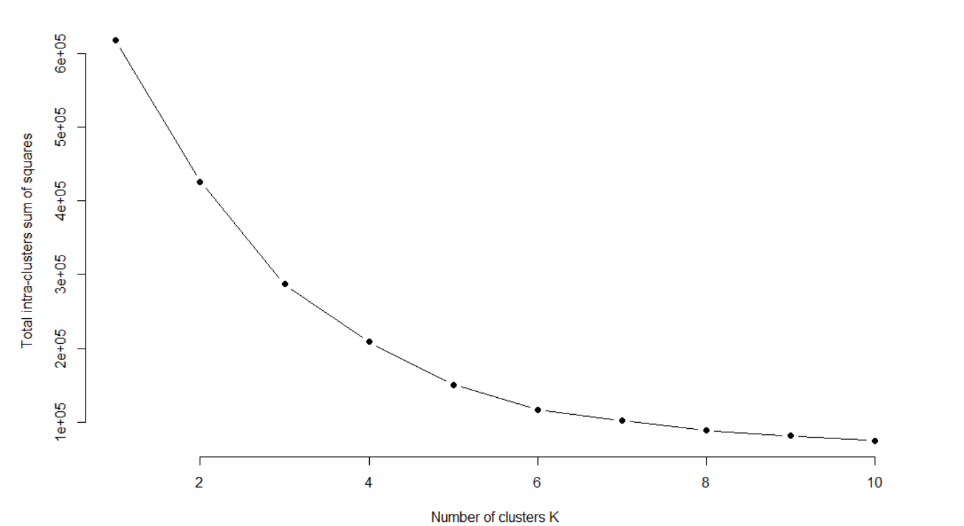 6e+05
5e+05
4e+05
3e+05
2e+05
1e+05
Total intra-clusters sum of squares
2 4 6 8 10
Number of clusters K